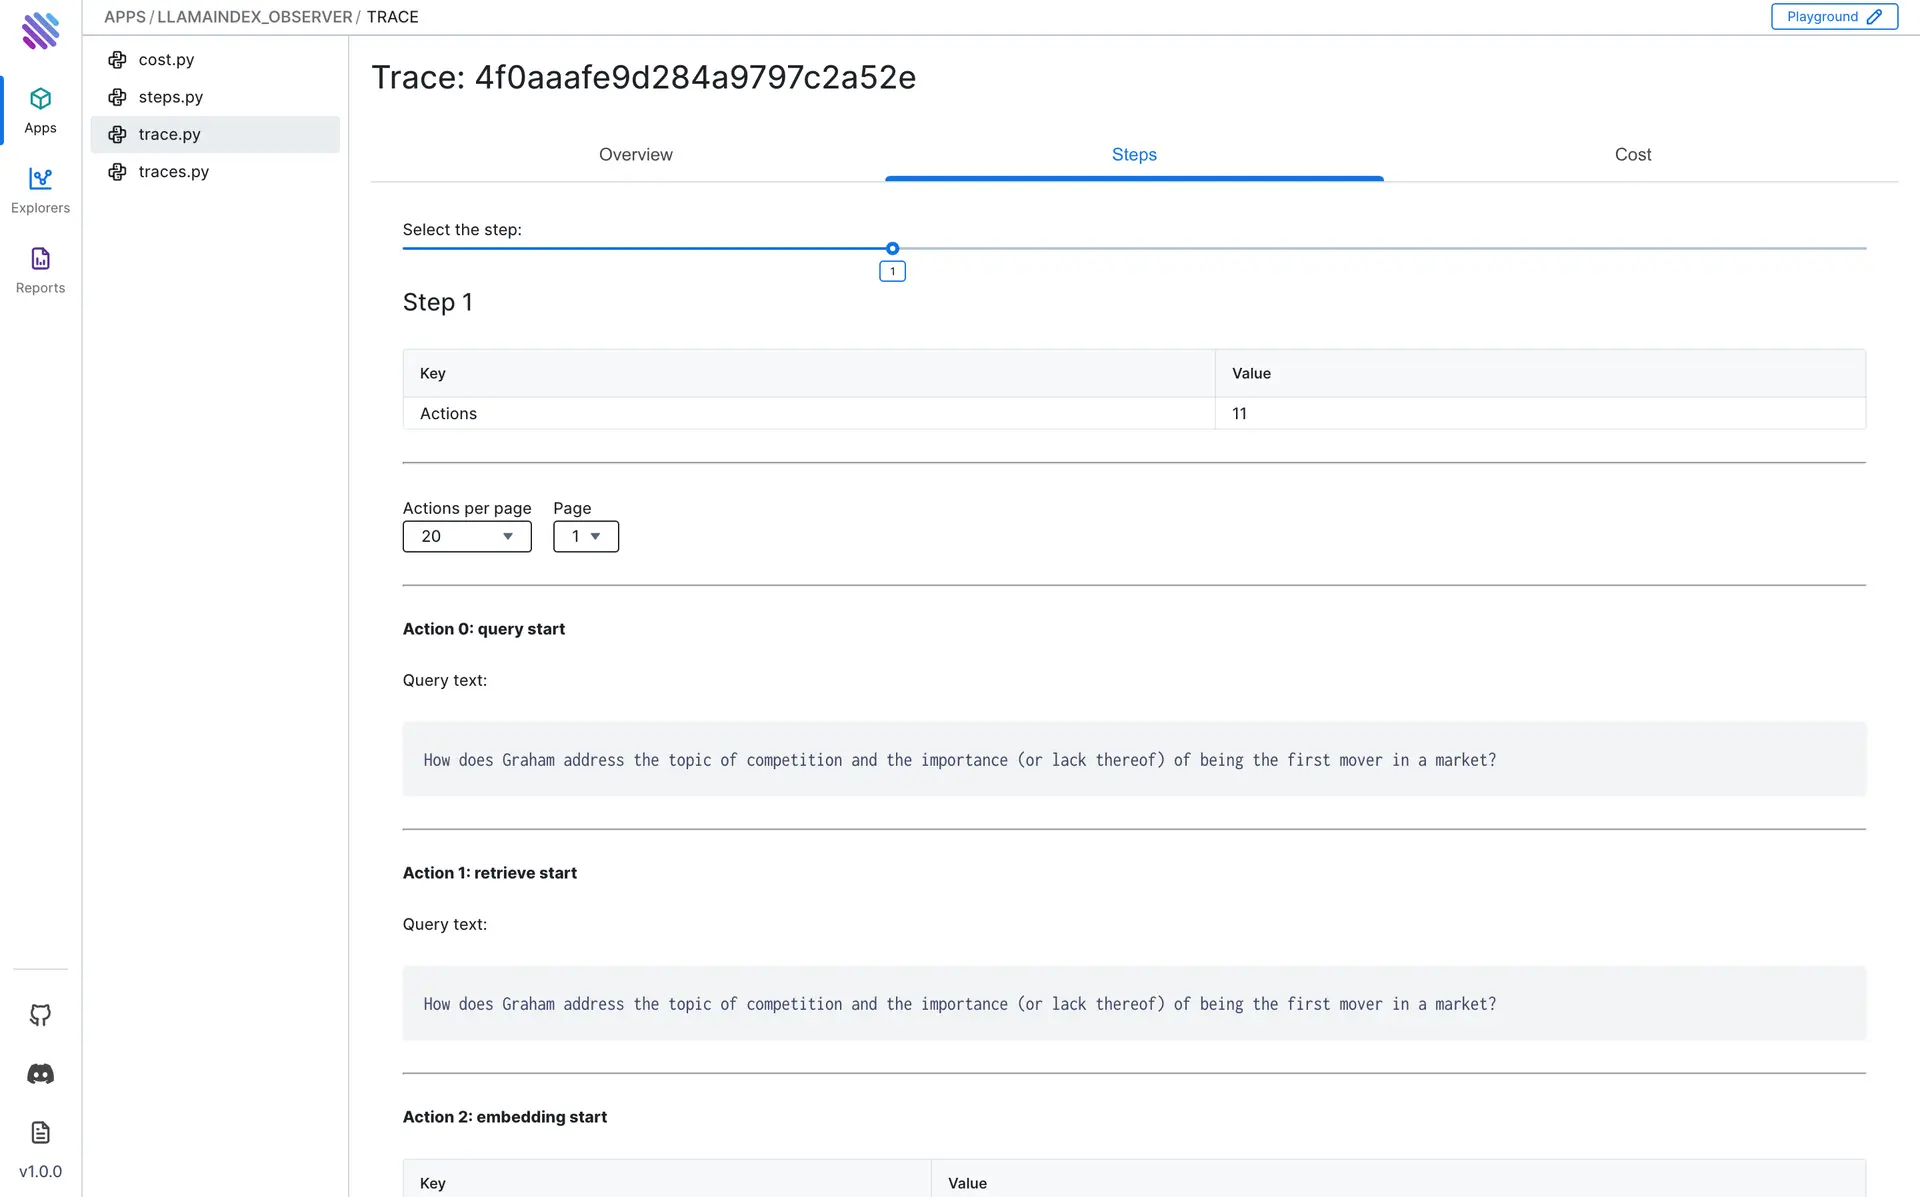 APPS / LLAMAINDEX_OBSERVER / TRACE
Playground
Apps
Explorers
Reports
v1.0.0
cost.py
steps.py
trace.py
traces.py
Trace: 4f0aaafe9d284a9797c2a52e
Overview
Steps
Cost
Select the step:
1
Step 1
Key Value
Actions 11
Actions per page Page
20 1
Action 0: query start
Query text:
How does Graham address the topic of competition and the importance (or lack thereof) of being the first mover in a market?
Action 1: retrieve start
Query text:
How does Graham address the topic of competition and the importance (or lack thereof) of being the first mover in a market?
Action 2: embedding start
Key Value